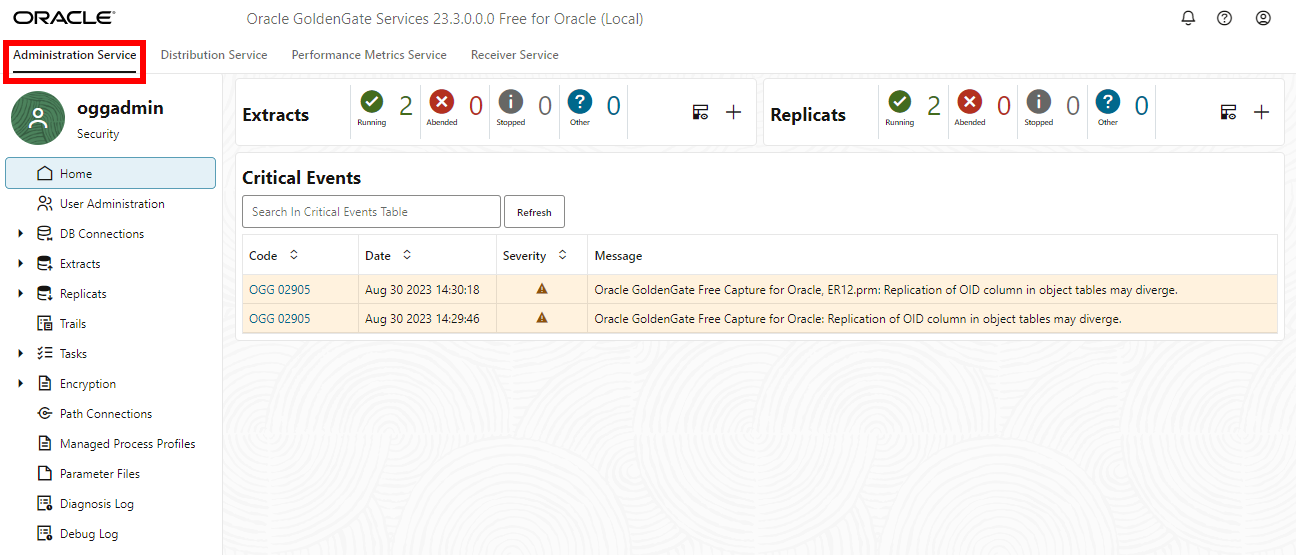 ORACLE
Oracle GoldenGate Services 23.3.0.0.0 Free for Oracle (Local)
Administration Service
Distribution Service
Performance Metrics Service
Receiver Service
oggadmin
Security
Home
User Administration
DB Connections
Extracts
Replicats
Trails
Tasks
Encryption
Path Connections
Managed Process Profiles
Parameter Files
Diagnosis Log
Debug Log
Extracts
2
Running
0
Abended
0
Stopped
0
Other
Replicats
2
Running
0
Abended
0
Stopped
0
Other
Critical Events
Search In Critical Events Table
Refresh
Code Date Severity Message
OGG 02905 Aug 30 2023 14:30:18 Oracle GoldenGate Free Capture for Oracle, ER12.prm: Replication of OID column in object tables may diverge.
OGG 02905 Aug 30 2023 14:29:46 Oracle GoldenGate Free Capture for Oracle: Replication of OID column in object tables may diverge.